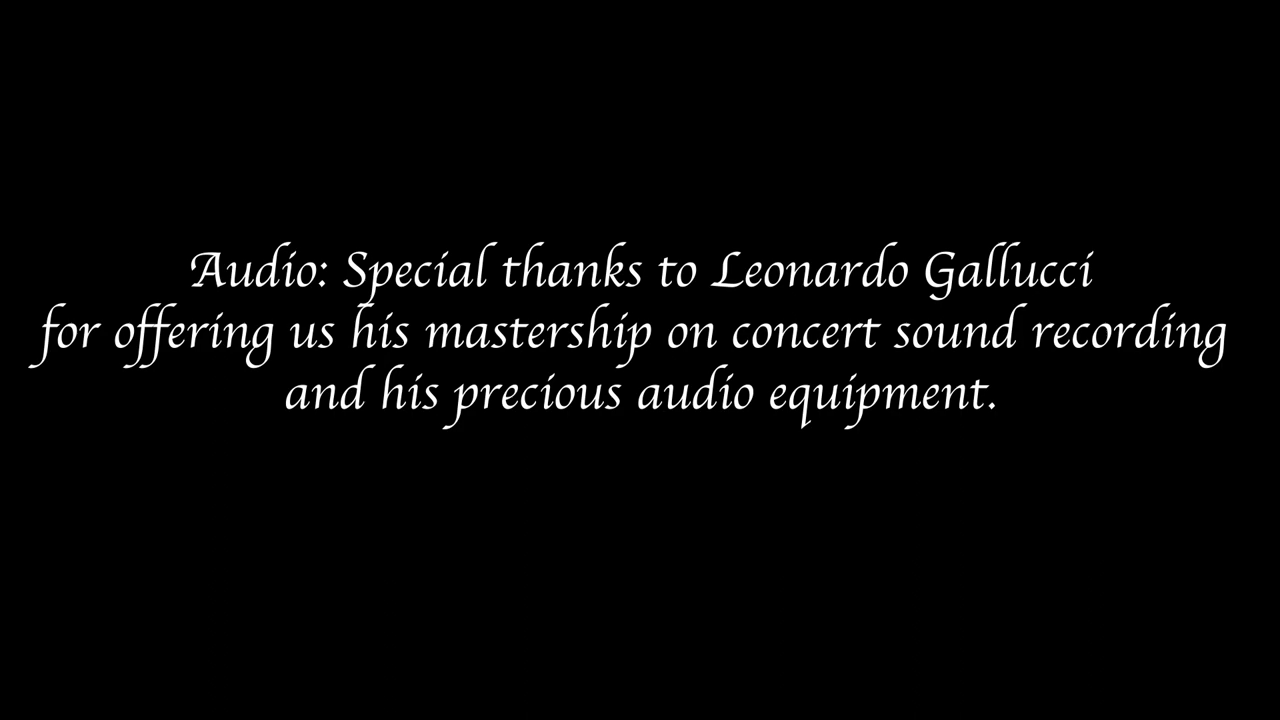 Audio: Special thanks to Leonardo Gallucci
for offering us his mastership on concert sound recording
and his precious audio equipment.